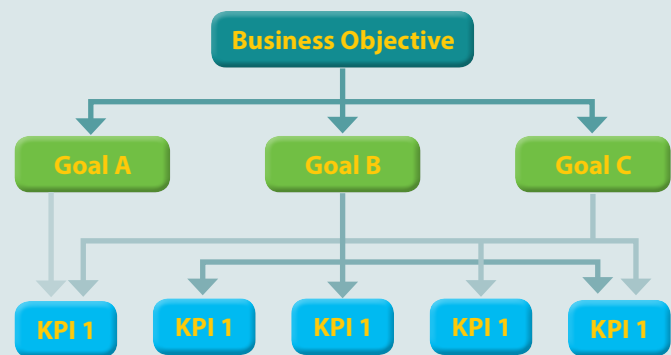 Business Objective
Goal A
Goal B
Goal C
KPI 1
KPI 1
KPI 1
KPI 1
KPI 1